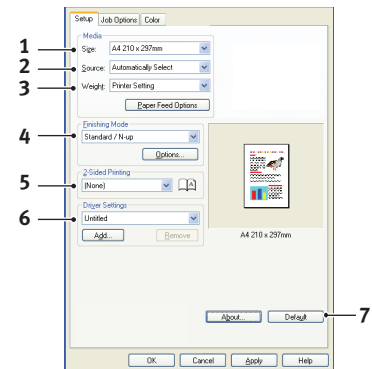 Setup Job Options Color
Media
1 Size: A4 210 x 297mm
2 Source: Automatically Select
3 Weight: Printer Setting
Paper Feed Options
Finishing Mode
4 Standard / N-up
Options...
2-Sided Printing
5 (None) A
Driver Settings
6 Untitled
Add... Remove
A4 210 x 297mm
About... Default 7
OK Cancel Apply Help